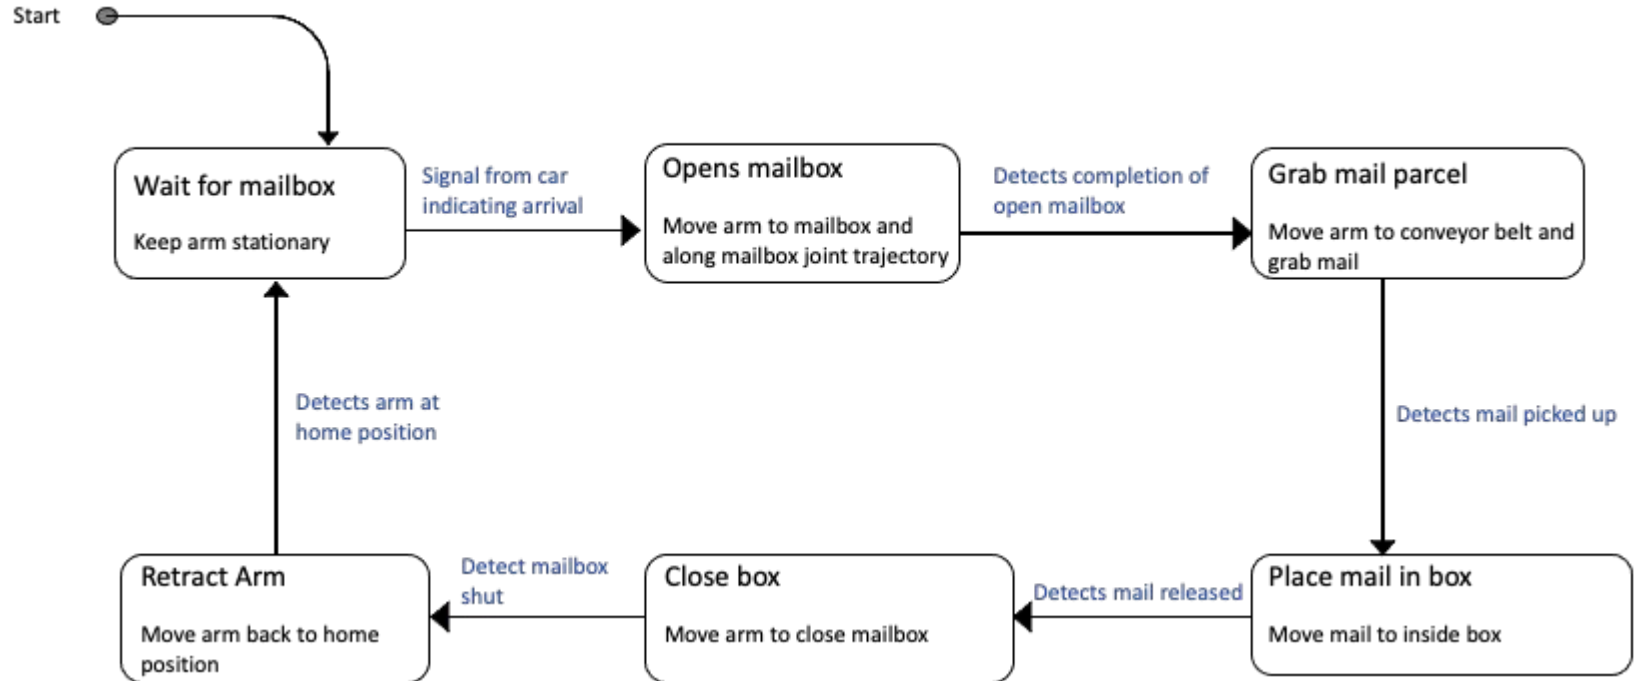 Start
Wait for mailbox
Keep arm stationary
Signal from car
indicating arrival
Opens mailbox
Move arm to mailbox and
along mailbox joint trajectory
Detects completion of
open mailbox
Grab mail parcel
Move arm to conveyor belt and
grab mail
Detects mail picked up
Place mail in box
Move mail to inside box
Detects mail released
Close box
Move arm to close mailbox
Detect mailbox
shut
Retract Arm
Move arm back to home
position
Detects arm at
home position